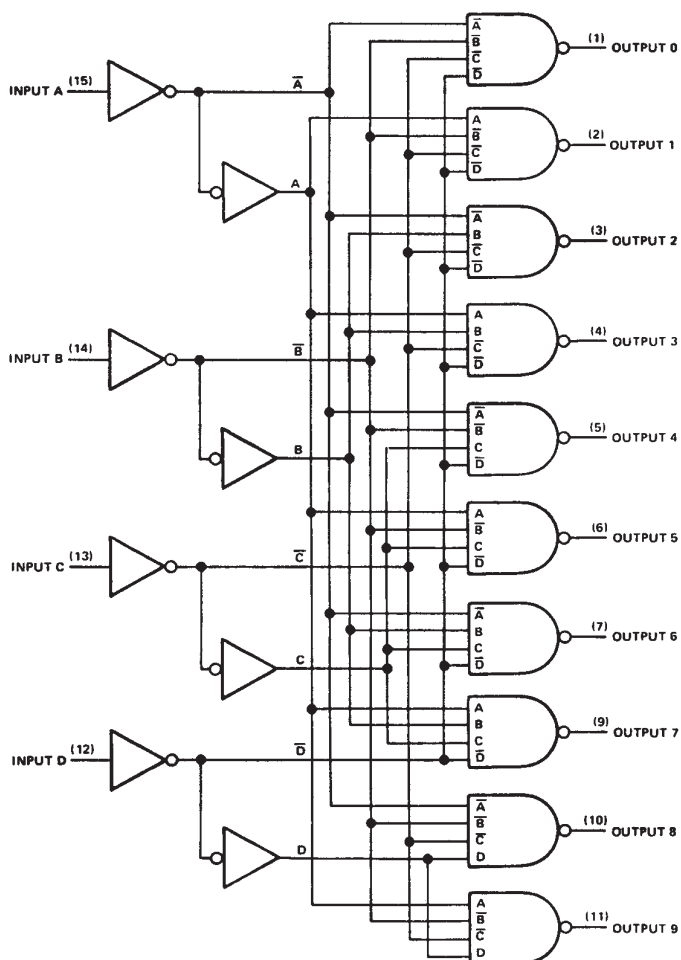 A̅
B̅
C̅
D̅
(1) OUTPUT 0
INPUT A (15)
A̅
A
B̅
C̅
D̅
(2) OUTPUT 1
A
A̅
B
C̅
D̅
(3) OUTPUT 2
A
B
C̅
D̅
(4) OUTPUT 3
INPUT B (14)
B̅
A̅
B̅
C
D̅
(5) OUTPUT 4
B
A
B̅
C
D̅
(6) OUTPUT 5
INPUT C (13)
C̅
A̅
B
C
D̅
(7) OUTPUT 6
C
A
B
C
D̅
(9) OUTPUT 7
INPUT D (12)
D̅
A̅
B̅
C̅
D
(10) OUTPUT 8
D
A
B̅
C̅
D
(11) OUTPUT 9